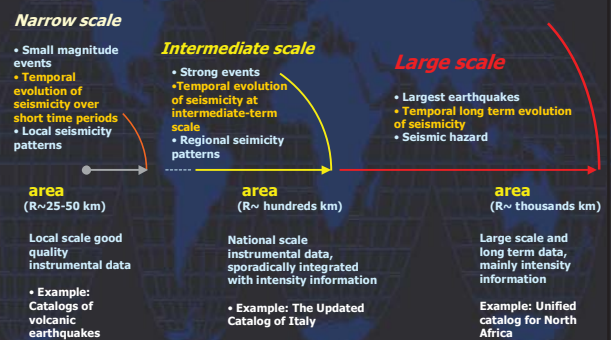 Narrow scale
• Small magnitude
events
• Temporal
evolution of
seismicity over
short time periods
• Local seismicity
patterns
Intermediate scale
• Strong events
•Temporal evolution
of seismicity at
intermediate-term
scale
• Regional seimicity
patterns
Large scale
• Largest earthquakes
• Temporal long term evolution
of seismicity
• Seismic hazard
area
(R~25-50 km)
area
(R~ hundreds km)
area
(R~ thousands km)
Local scale good
quality
instrumental data
• Example:
Catalogs of
volcanic
earthquakes
National scale
instrumental data,
sporadically integrated
with intensity information
• Example: The Updated
Catalog of Italy
Large scale and
long term data,
mainly intensity
information
Example: Unified
catalog for North
Africa